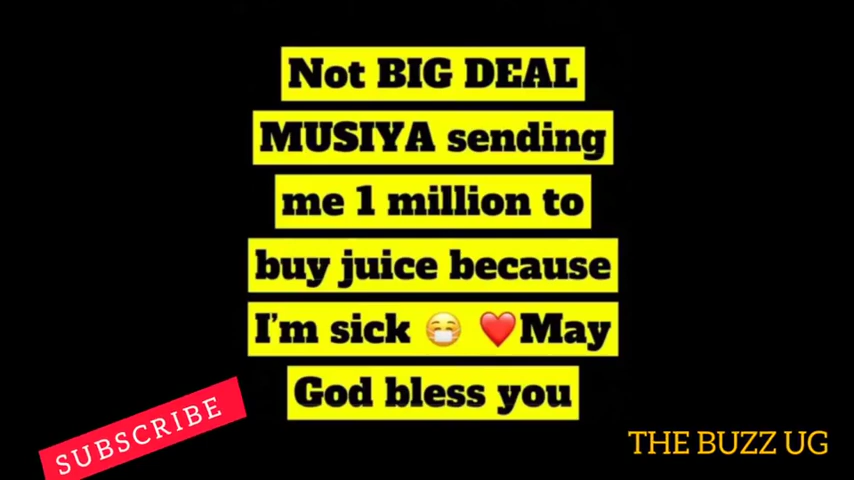 Not BIG DEAL
MUSIYA sending
me 1 million to
buy juice because
I'm sick 😷 ❤️May
God bless you
SUBSCRIBE
THE BUZZ UG